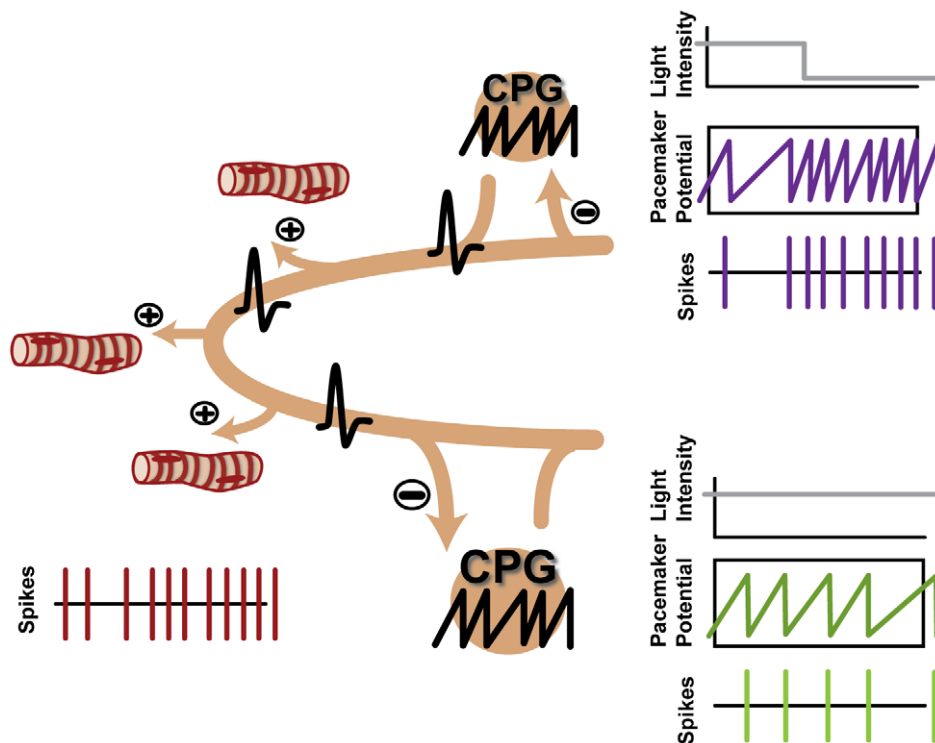 CPG
Light
Intensity
Pacemaker
Potential
Spikes
+
+
+
−
−
CPG
Light
Intensity
Pacemaker
Potential
Spikes
Spikes